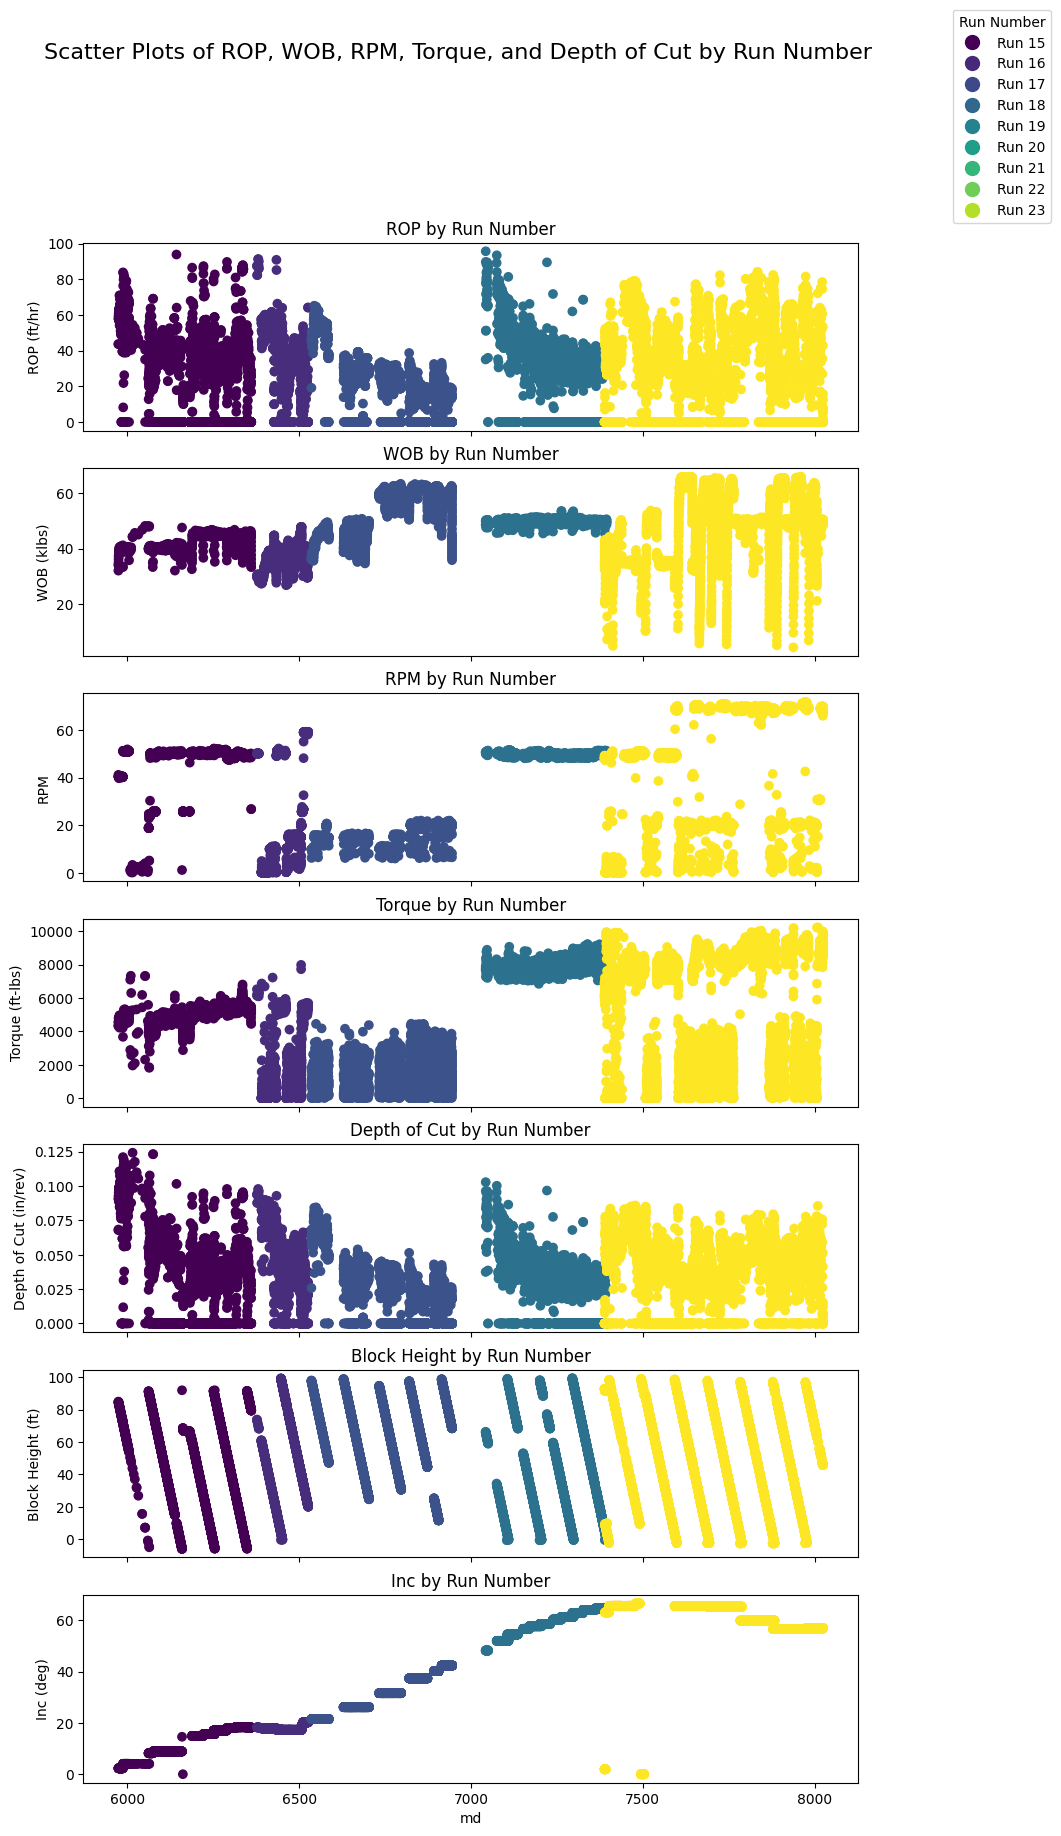 Run Number
Run 15
Run 16
Run 17
Run 18
Run 19
Run 20
Run 21
Run 22
Run 23
Scatter Plots of ROP, WOB, RPM, Torque, and Depth of Cut by Run Number
ROP by Run Number
100
80
60
40
20
0
ROP (ft/hr)
WOB by Run Number
60
40
20
WOB (klbs)
RPM by Run Number
60
40
20
0
RPM
Torque by Run Number
10000
8000
6000
4000
2000
0
Torque (ft-lbs)
Depth of Cut by Run Number
0.125
0.100
0.075
0.050
0.025
0.000
Depth of Cut (in/rev)
Block Height by Run Number
100
80
60
40
20
0
Block Height (ft)
Inc by Run Number
60
40
20
0
Inc (deg)
6000 6500 7000 7500 8000
md